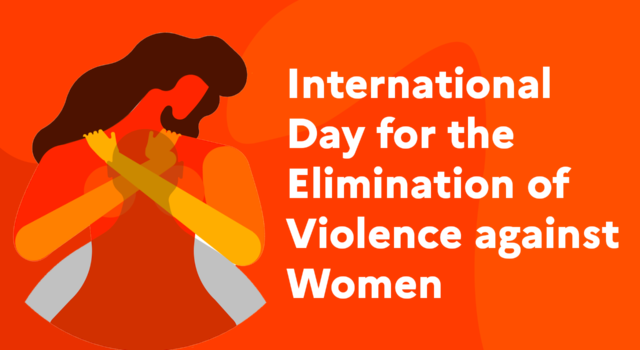 International
Day for the
Elimination of
Violence against
Women